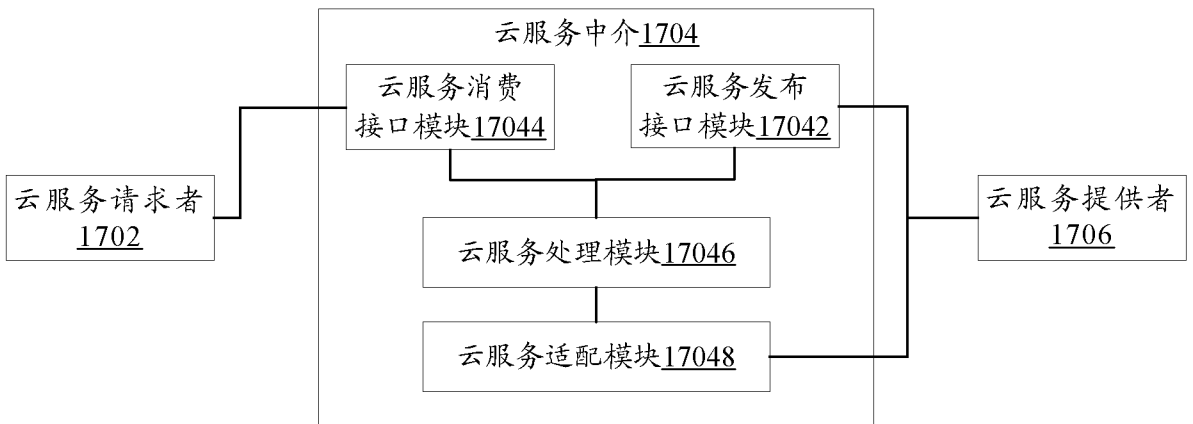 云服务中介1704
云服务消费
接口模块17044
云服务发布
接口模块17042
云服务请求者
1702
云服务提供者
1706
云服务处理模块17046
云服务适配模块17048